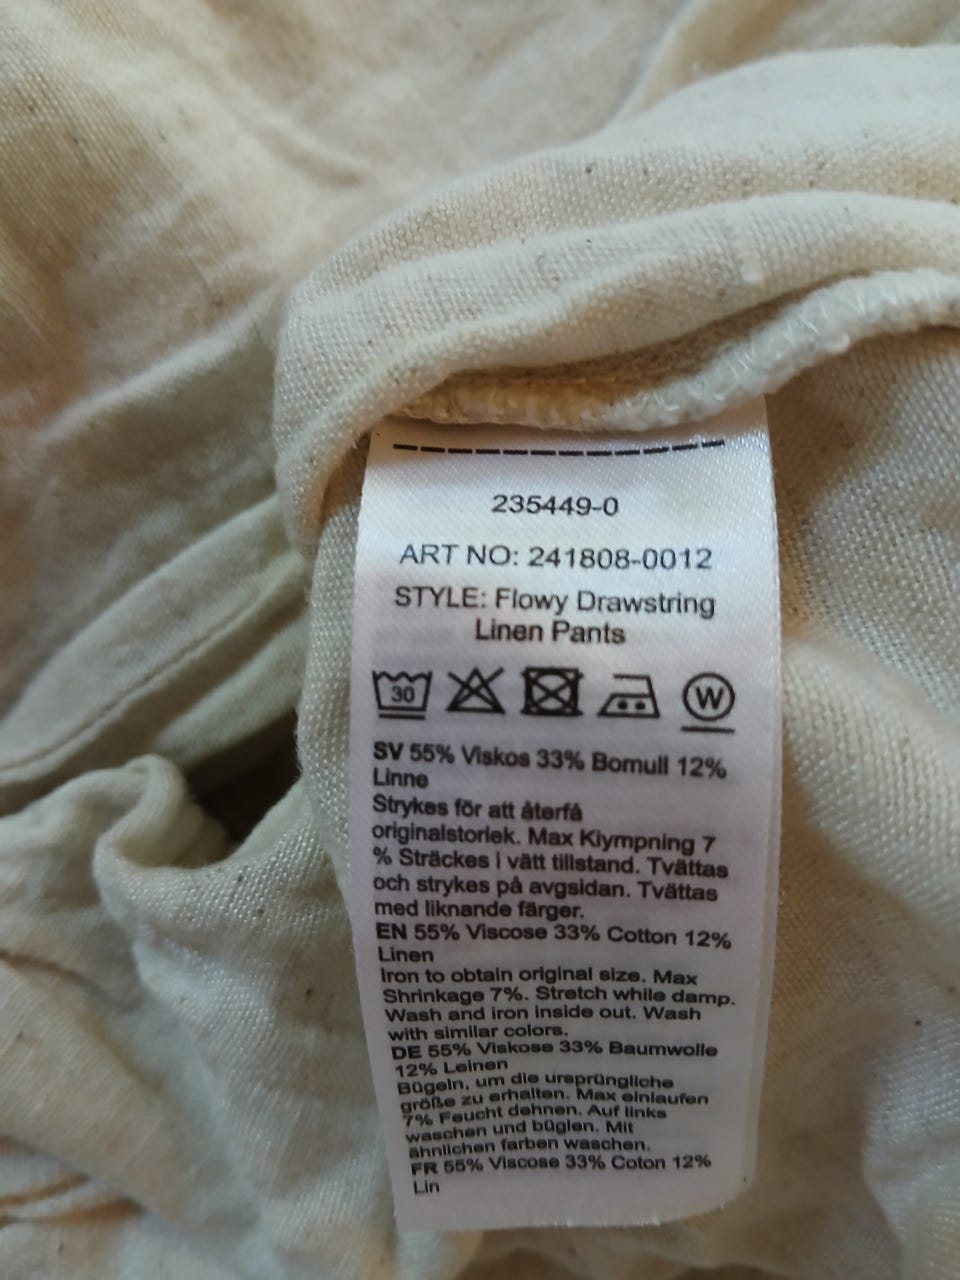 235449-0
ART NO: 241808-0012
STYLE: Flowy Drawstring
Linen Pants
30 W
SV 55% Viskos 33% Bomull 12%
Linne
Strykes för att återfå
originalstorlek. Max Klympning 7
% Sträckes i vått tillstand. Tvättas
och strykes på avgsidan. Tvättas
med liknande färger.
EN 55% Viscose 33% Cotton 12%
Linen
Iron to obtain original size. Max
Shrinkage 7%. Stretch while damp.
Wash and iron inside out. Wash
with similar colors.
DE 55% Viskose 33% Baumwolle
12% Leinen
Bügeln, um die ursprüngliche
größe zu erhalten. Max einlaufen
7% Feucht dehnen. Auf links
waschen und büglen. Mit
ähnlichen farben waschen.
FR 55% Viscose 33% Coton 12%
Lin